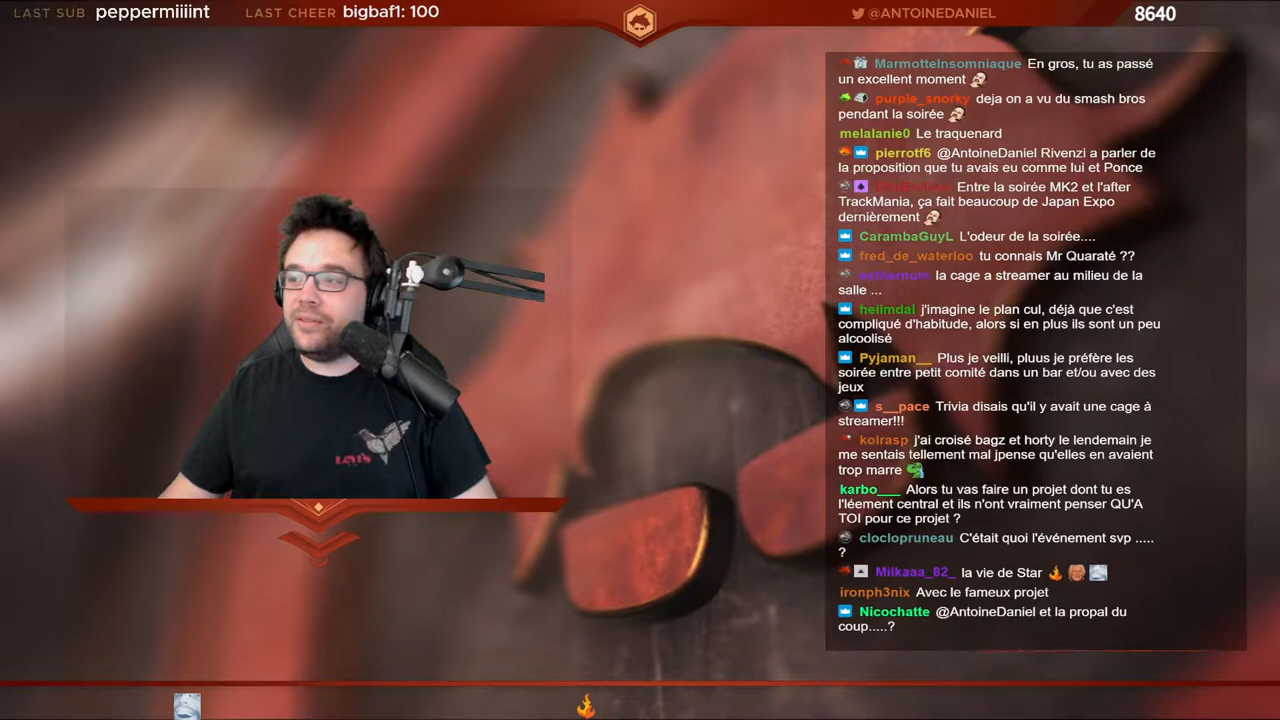 LAST SUB peppermiiiint LAST CHEER bigbaf1: 100 @ANTOINEDANIEL 8640
MarmotteInsomniaque En gros, tu as passé
un excellent moment
purple_snorky deja on a vu du smash bros
pendant la soirée
melalanie0 Le traquenard
pierrotf6 @AntoineDaniel Rivenzi a parler de
la proposition que tu avais eu comme lui et Ponce
Entre la soirée MK2 et l'after
TrackMania, ça fait beaucoup de Japan Expo
dernièrement
CarambaGuyL L'odeur de la soirée....
fred_de_waterloo tu connais Mr Quaraté ??
la cage a streamer au milieu de la
salle ...
heiimdal j'imagine le plan cul, déjà que c'est
compliqué d'habitude, alors si en plus ils sont un peu
alcoolisé
Pyjaman__ Plus je veilli, pluus je préfère les
soirée entre petit comité dans un bar et/ou avec des
jeux
s__pace Trivia disais qu'il y avait une cage à
streamer!!!
kolrasp j'ai croisé bagz et horty le lendemain je
me sentais tellement mal jpense qu'elles en avaient
trop marre
karbo___ Alors tu vas faire un projet dont tu es
l'léement central et ils n'ont vraiment penser QU'A
TOI pour ce projet ?
cloclopruneau C'était quoi l'événement svp .....
?
Milkaaa_82_ la vie de Star
ironph3nix Avec le fameux projet
Nicochatte @AntoineDaniel et la propal du
coup.....?
LEVI'S